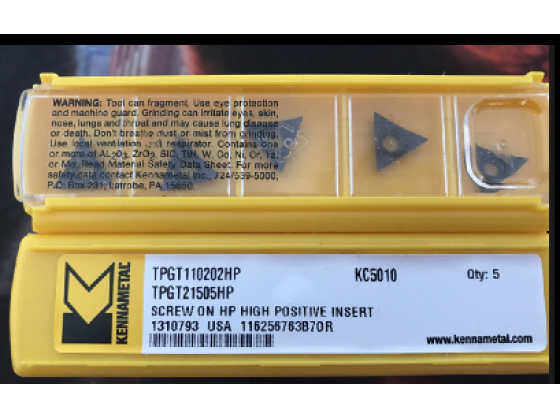 WARNING: Tool can fragment. Use eye protection
and machine guard. Grinding can irritate eyes, skin,
nose, lungs and throat and may cause lung disease
or death. Don't breathe dust or mist from grinding.
Use local ventilation and respirator. Contains one
or more of AL2O3, ZrO2, SiC, TiN, W, Co, Ni, Cr, Ta,
or Mo. Read Material Safety Data Sheet. For more
safety data contact Kennametal Inc., 724/539-5000,
P.O. Box 231, Latrobe, PA 15650.
KENNAMETAL
TPGT110202HP KC5010 Qty: 5
TPGT21505HP
SCREW ON HP HIGH POSITIVE INSERT
1310793 USA 116256763B70R
www.kennametal.com